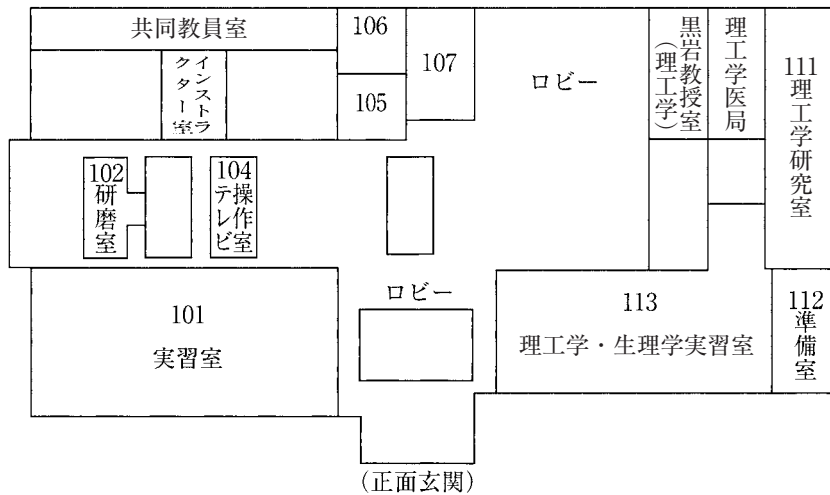 共同教員室
インストラ
クター室
106
105
107
ロビー
黒岩教授室
(理工学)
理工学医局
111
理工学研究室
102
研磨室
104
操作室
テレビ
ロビー
101
実習室
113
理工学・生理学実習室
112
準備室
(正面玄関)